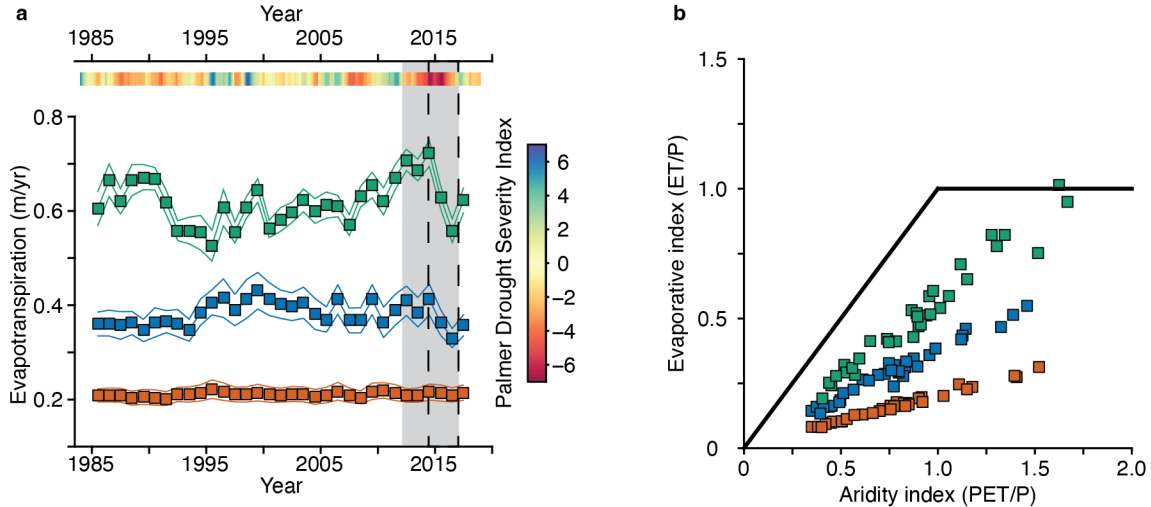 a
Year
1985 1995 2005 2015
0.8
0.6
0.4
0.2
Evapotranspiration (m/yr)
1985 1995 2005 2015
Year
Palmer Drought Severity Index
6
4
2
0
−2
−4
−6
b
1.5
1.0
0.5
0
Evaporative index (ET/P)
0 0.5 1.0 1.5 2.0
Aridity index (PET/P)